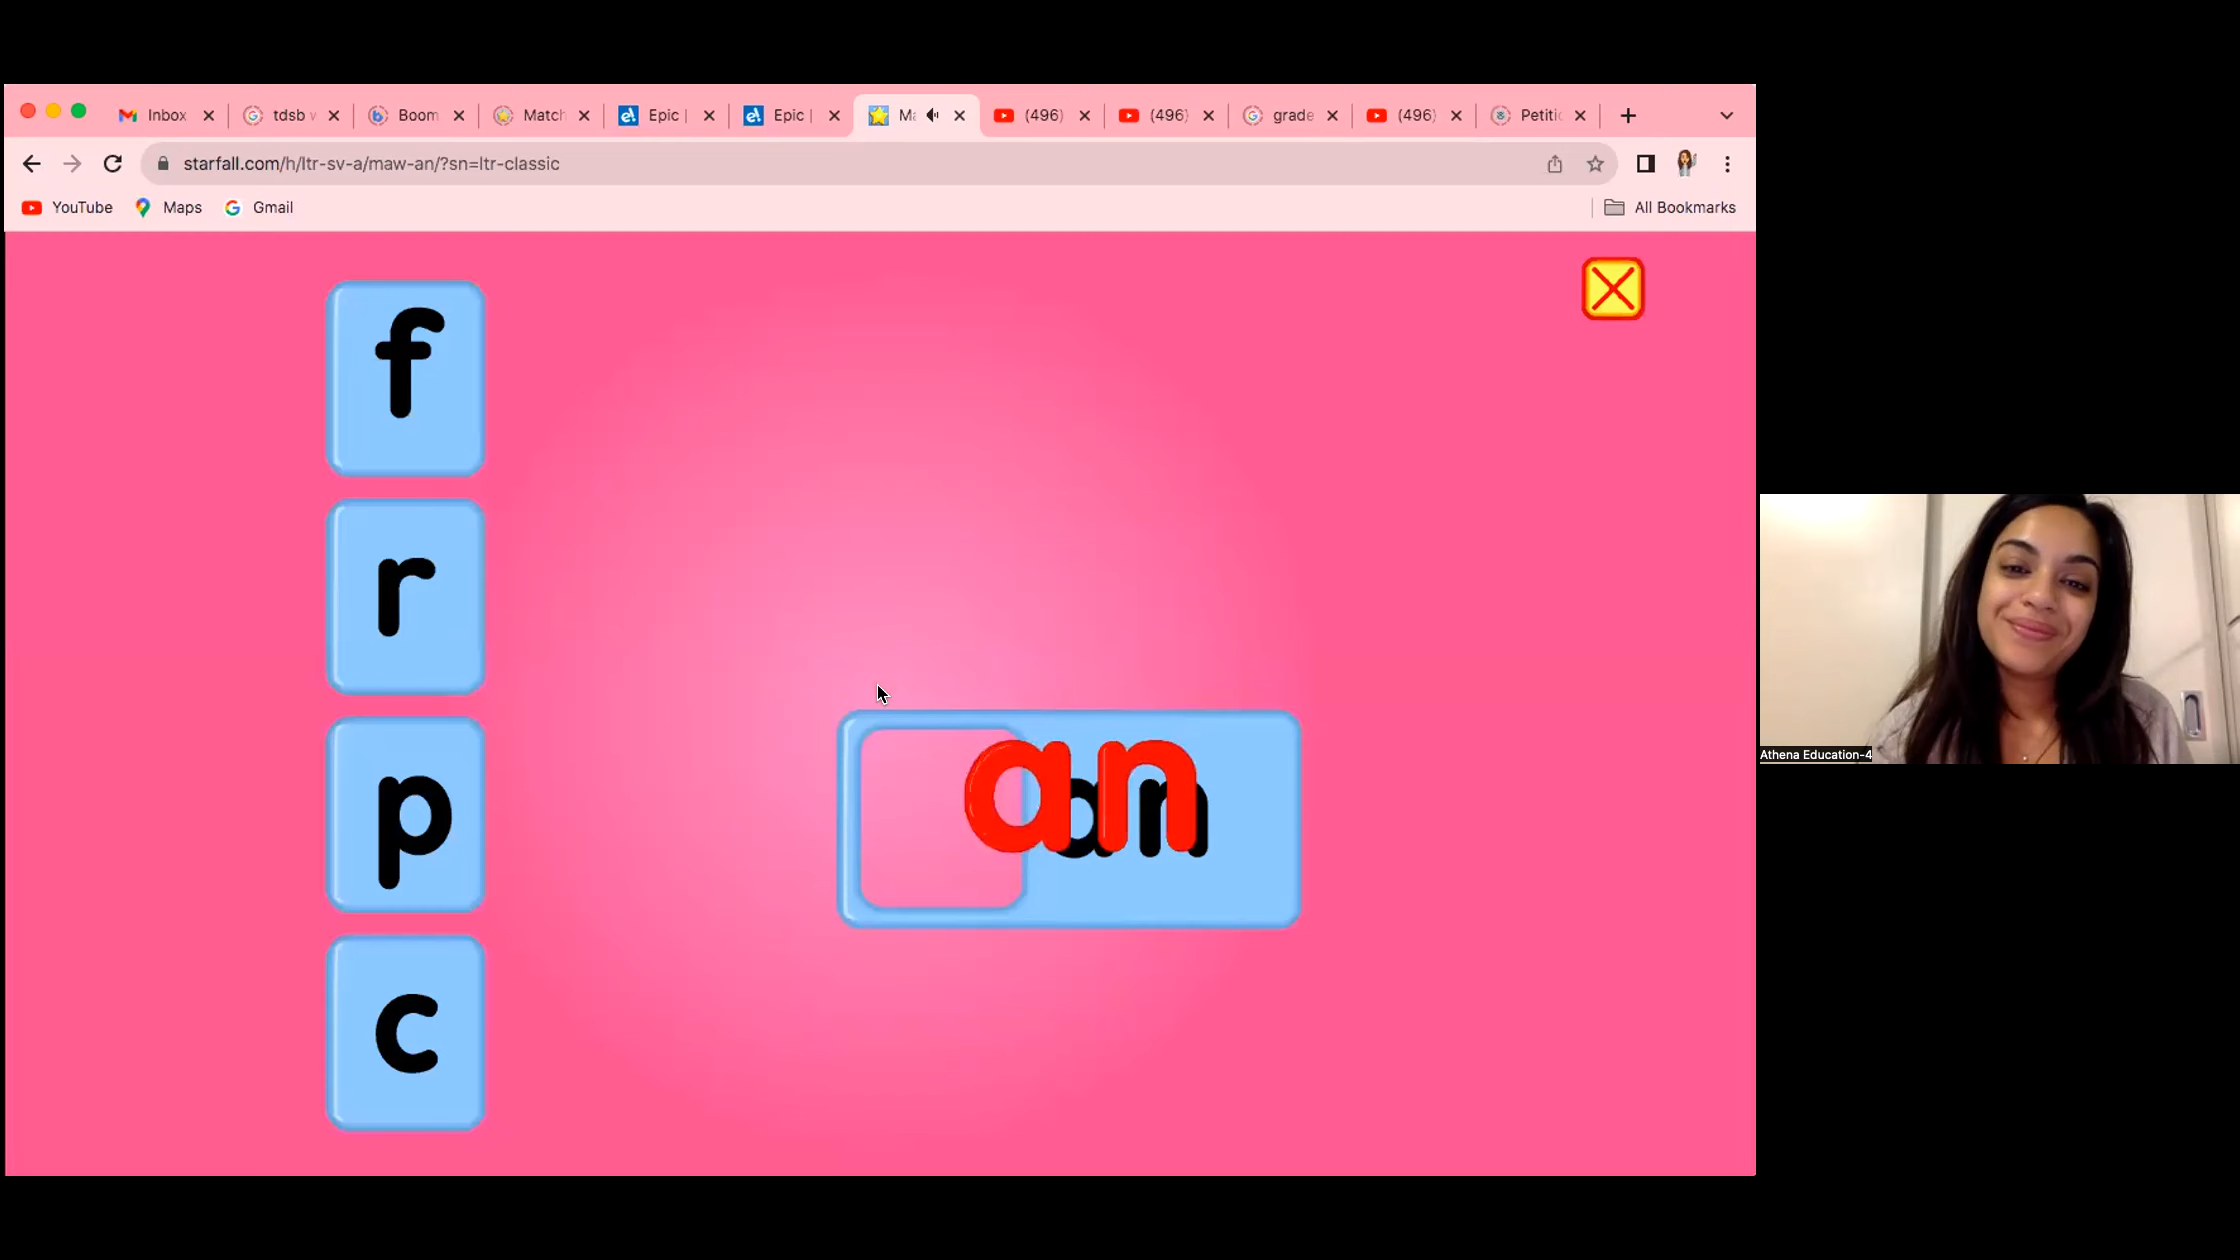 Inbox tdsb Boom Match Epic Epic Ma (496) (496) grade (496) Petiti
starfall.com/h/ltr-sv-a/maw-an/?sn=ltr-classic
YouTube Maps Gmail All Bookmarks
f
r
p
c
an
an
Athena Education-4